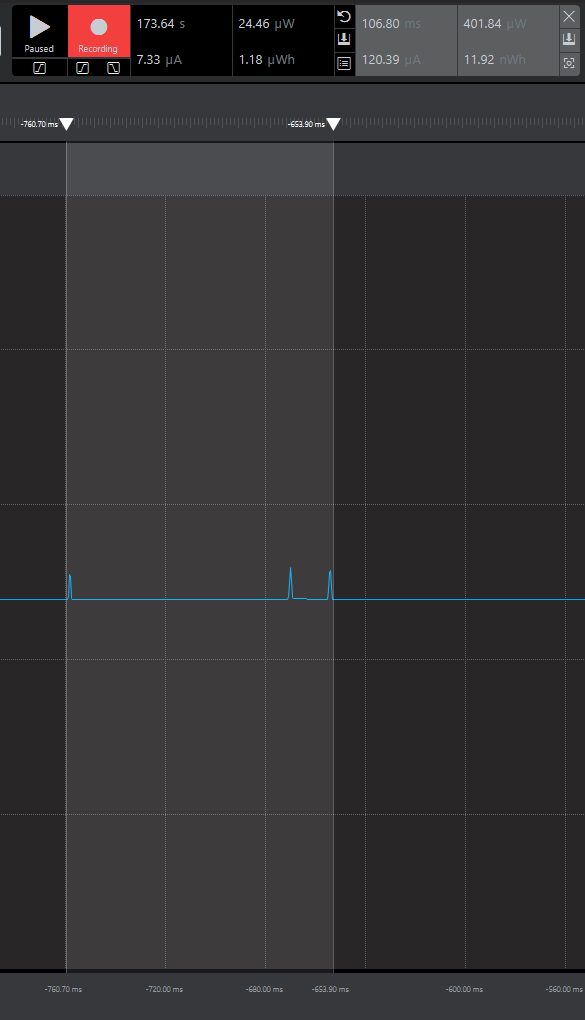 173.64 s
24.46 µW
106.80 ms
401.84 µW
Paused
Recording
7.33 µA
1.18 µWh
120.39 µA
11.92 nWh
-760.70 ms
-653.90 ms
-760.70 ms
-720.00 ms
-680.00 ms
-653.90 ms
-600.00 ms
-560.00 ms